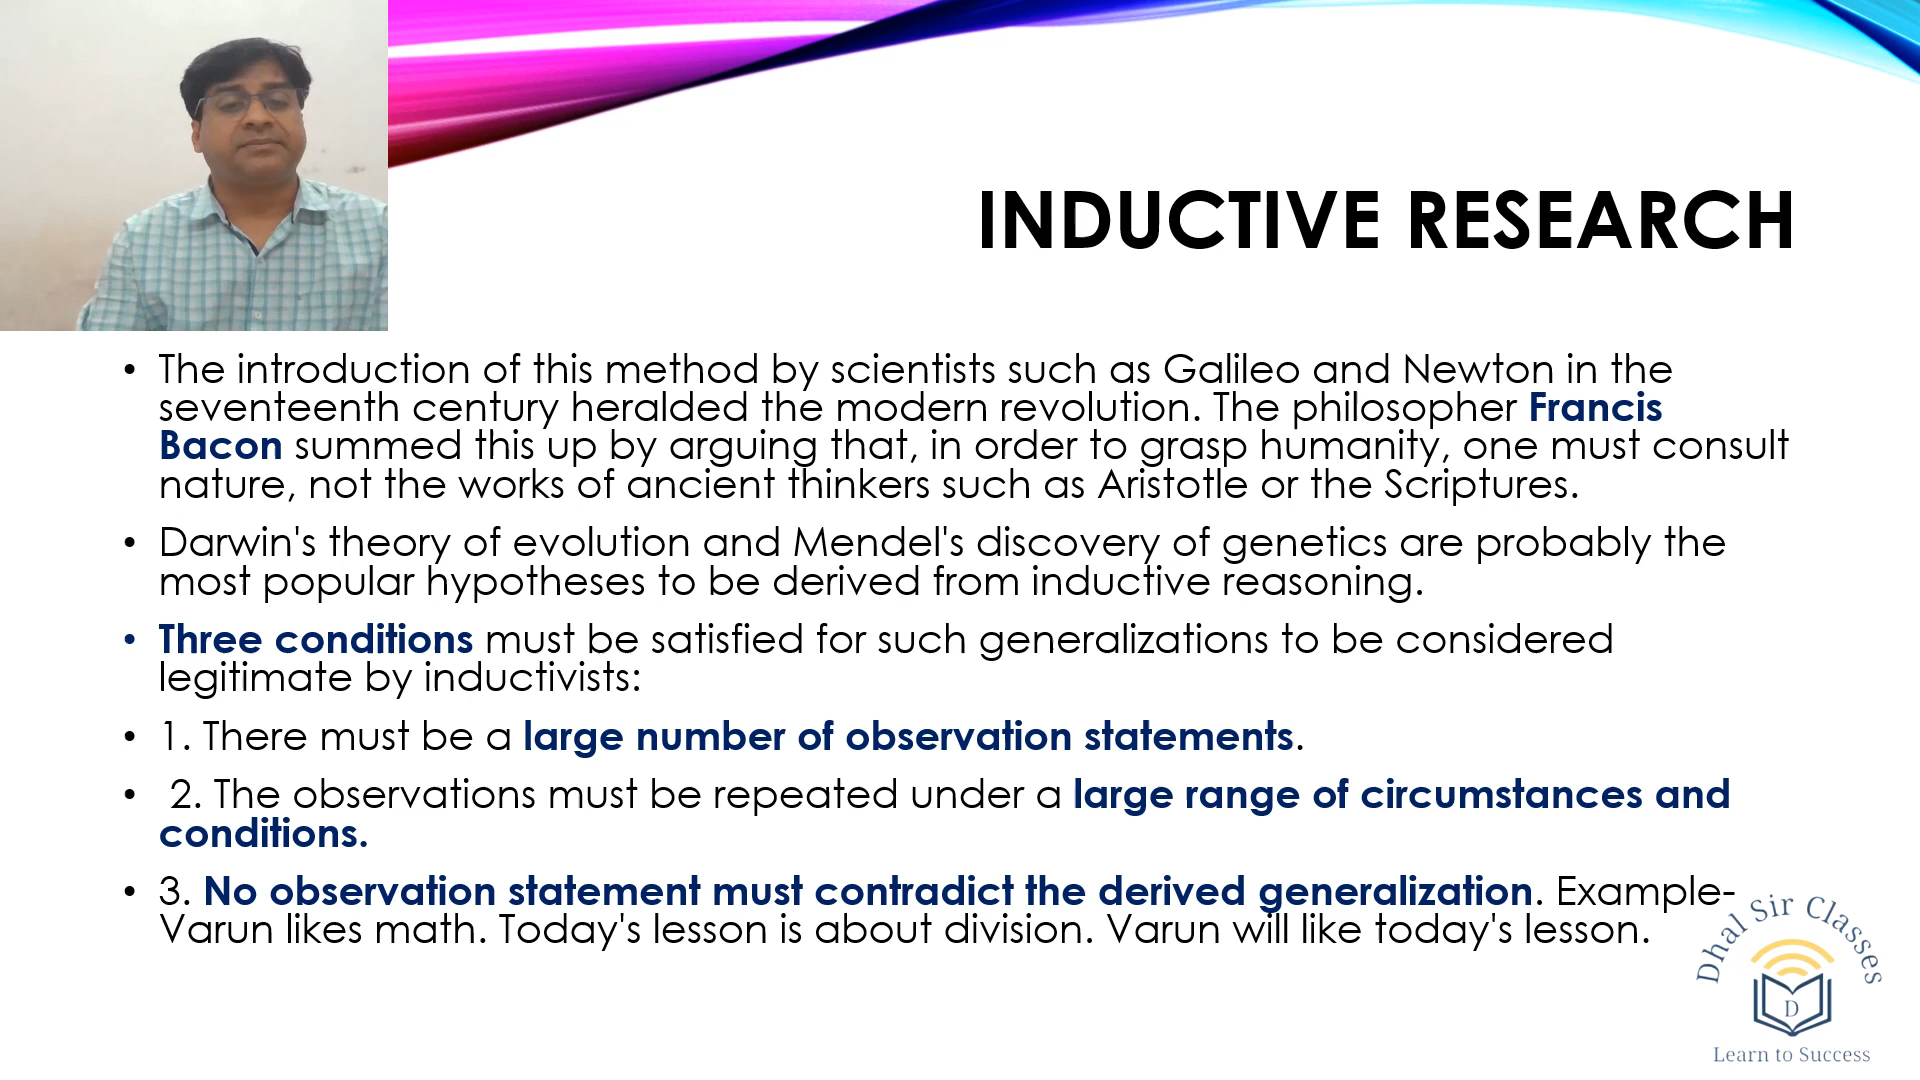 INDUCTIVE RESEARCH
• The introduction of this method by scientists such as Galileo and Newton in the
seventeenth century heralded the modern revolution. The philosopher Francis
Bacon summed this up by arguing that, in order to grasp humanity, one must consult
nature, not the works of ancient thinkers such as Aristotle or the Scriptures.
• Darwin's theory of evolution and Mendel's discovery of genetics are probably the
most popular hypotheses to be derived from inductive reasoning.
• Three conditions must be satisfied for such generalizations to be considered
legitimate by inductivists:
• 1. There must be a large number of observation statements.
• 2. The observations must be repeated under a large range of circumstances and
conditions.
• 3. No observation statement must contradict the derived generalization. Example-
Varun likes math. Today's lesson is about division. Varun will like today's lesson.
Dhal Sir Classes
D
Learn to Success